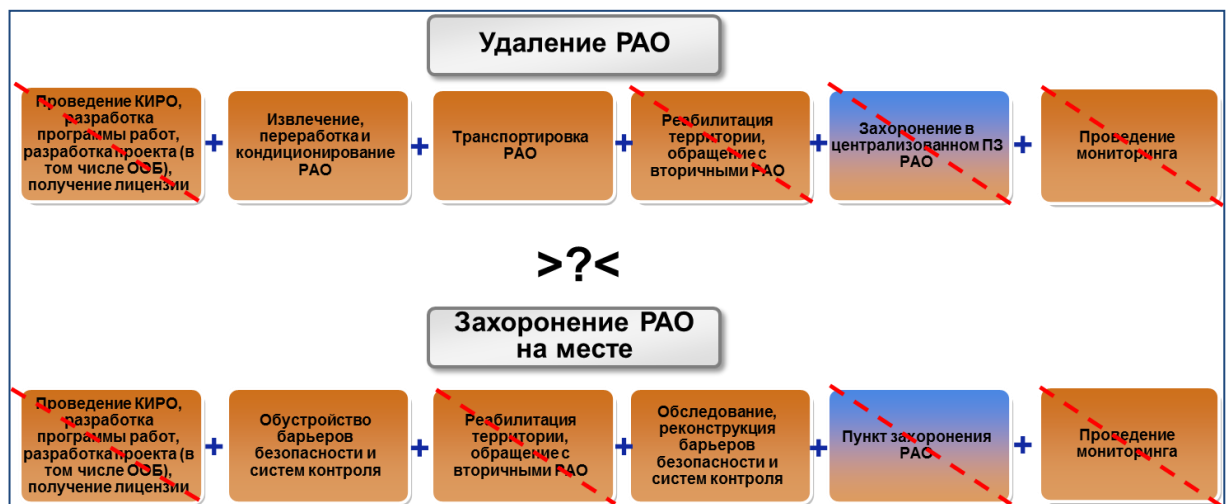 Удаление РАО
Проведение КИРО,
разработка
программы работ,
разработка проекта (в
том числе ООБ),
получение лицензии
+
Извлечение,
переработка и
кондиционирование
РАО
+
Транспортировка
РАО
+
Реабилитация
территории,
обращение с
вторичными РАО
+
Захоронение в
централизованном ПЗ
РАО
+
Проведение
мониторинга
>?<
Захоронение РАО
на месте
Проведение КИРО,
разработка
программы работ,
разработка проекта (в
том числе ООБ),
получение лицензии
+
Обустройство
барьеров
безопасности и
систем контроля
+
Реабилитация
территории,
обращение с
вторичными РАО
+
Обследование,
реконструкция
барьеров
безопасности и
систем контроля
+
Пункт захоронения
РАО
+
Проведение
мониторинга